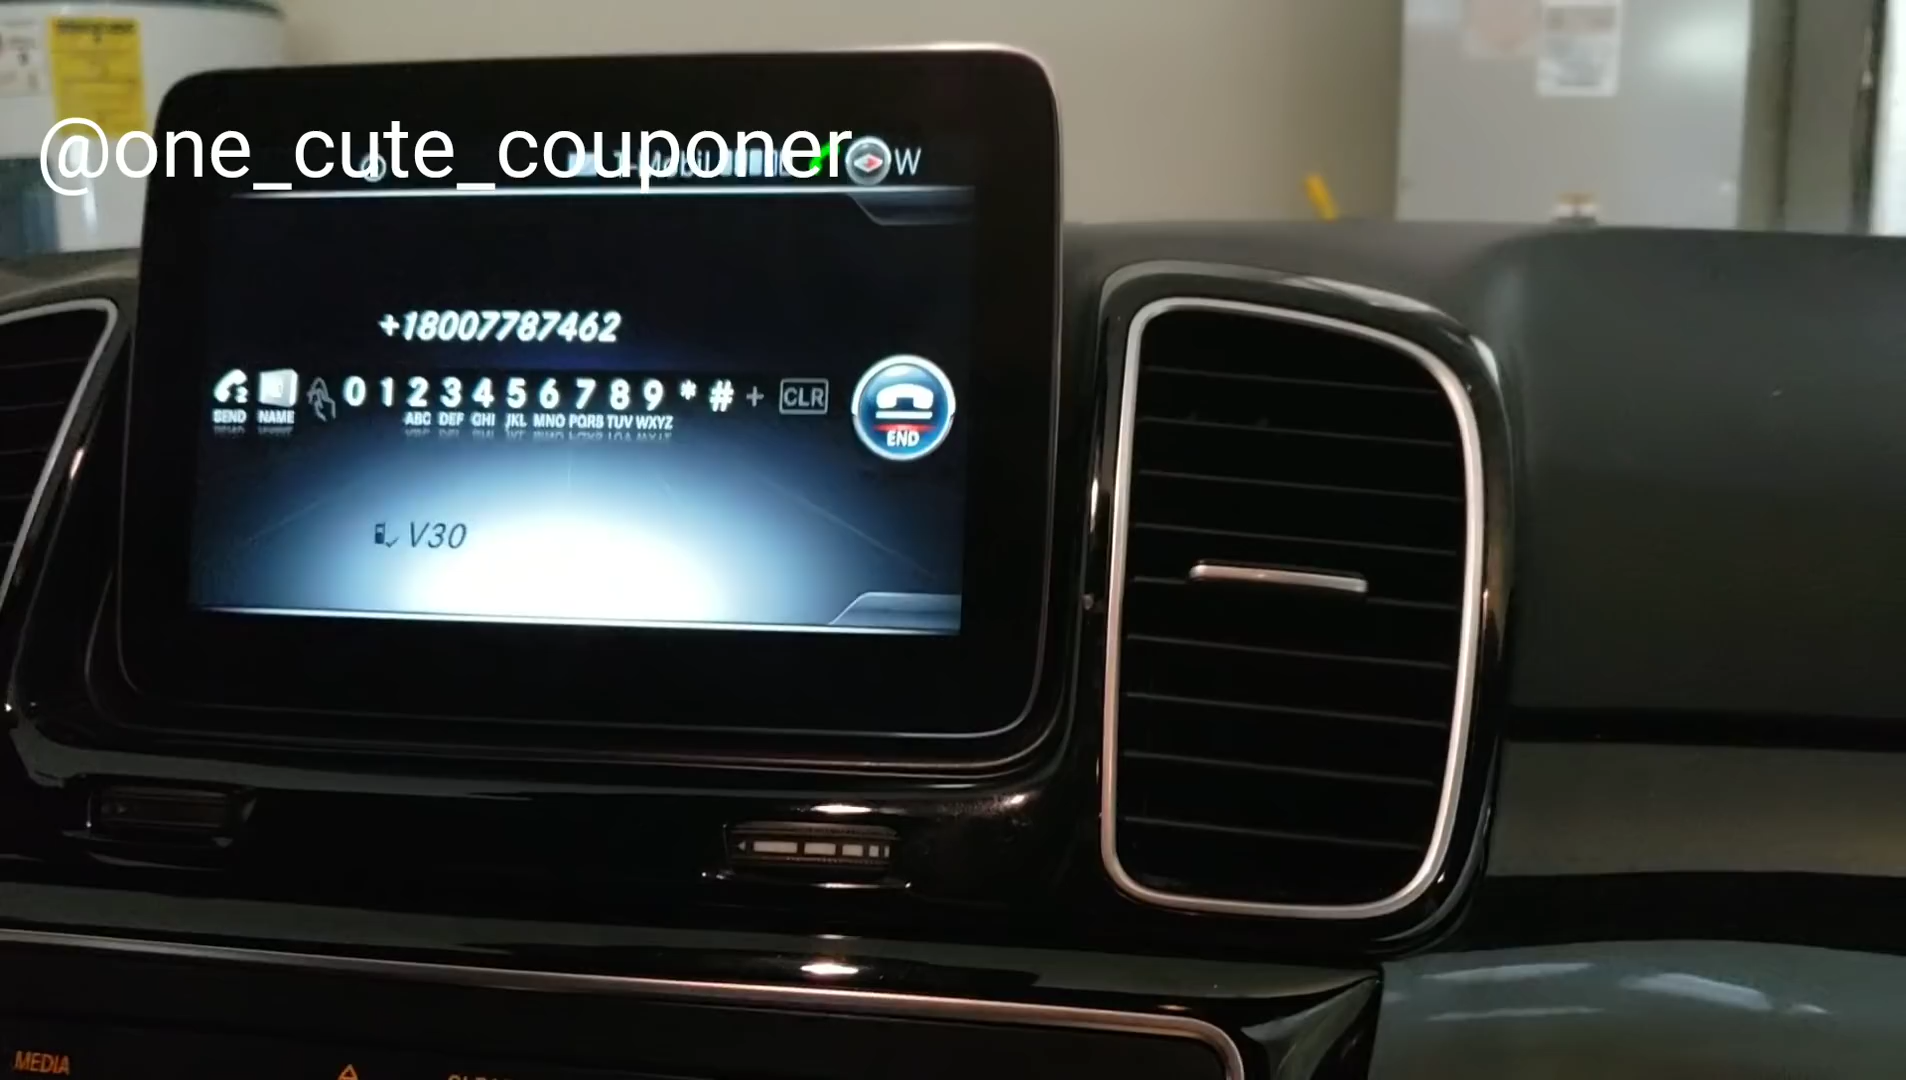 @one_cute_couponer
W
+18007787462
0 1 2 3 4 5 6 7 8 9 * # + CLR
SEND NAME ABC DEF GHI JKL MNO PQRS TUV WXYZ
END
V30
MEDIA